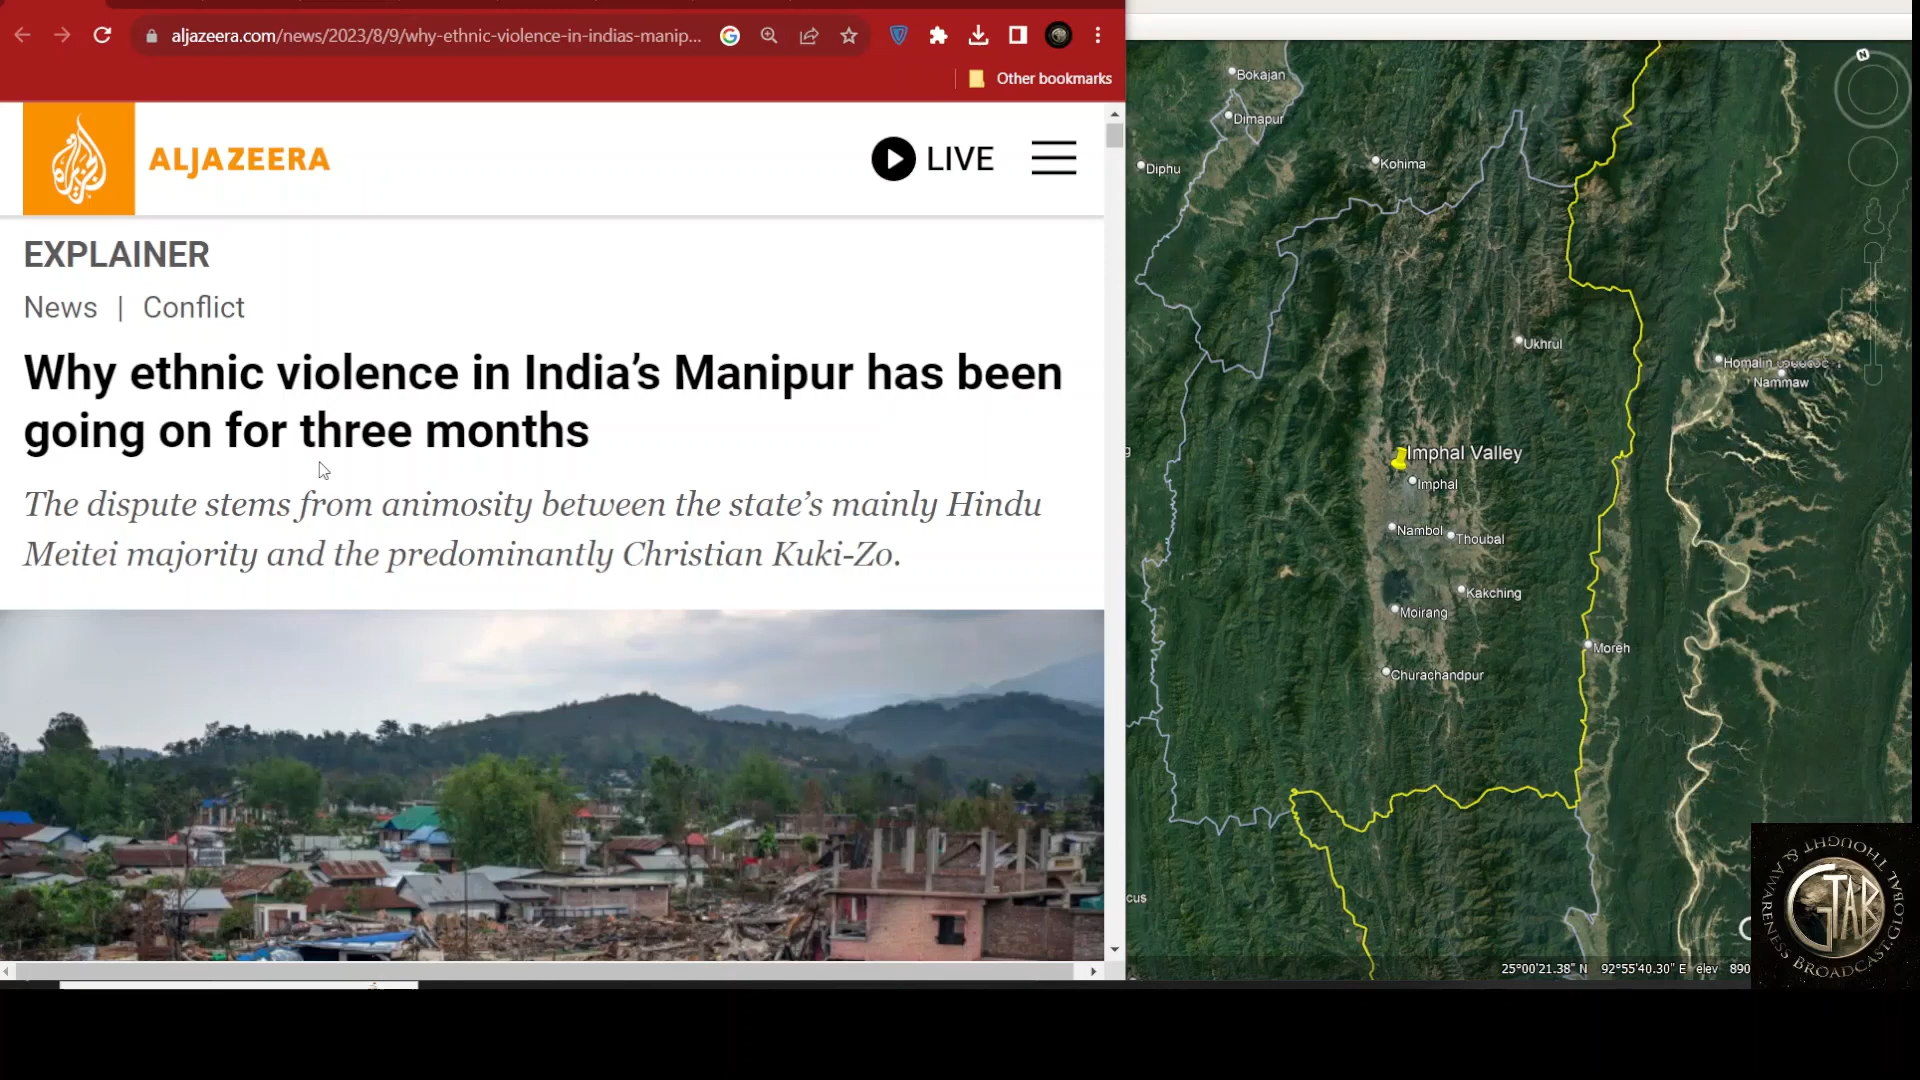 aljazeera.com/news/2023/8/9/why-ethnic-violence-in-indias-manip...
Other bookmarks
ALJAZEERA
LIVE
EXPLAINER
News | Conflict
Why ethnic violence in India’s Manipur has been
going on for three months
The dispute stems from animosity between the state’s mainly Hindu
Meitei majority and the predominantly Christian Kuki-Zo.
N
Bokajan
Dimapur
Diphu
Kohima
Ukhrul
Homalin
Nammaw
Imphal Valley
Imphal
Nambol
Thoubal
Kakching
Moirang
Moreh
Churachandpur
cus
25°00'21.38" N 92°55'40.30" E elev 890
GTAB
GLOBAL THOUGHT & AWARENESS BROADCAST.